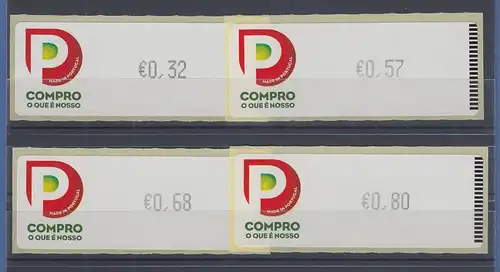 MADE IN PORTUGAL
COMPRO
O QUE É NOSSO
€0,32
MADE IN PORTUGAL
COMPRO
O QUE É NOSSO
€0,57
MADE IN PORTUGAL
COMPRO
O QUE É NOSSO
€0,68
MADE IN PORTUGAL
COMPRO
O QUE É NOSSO
€0,80